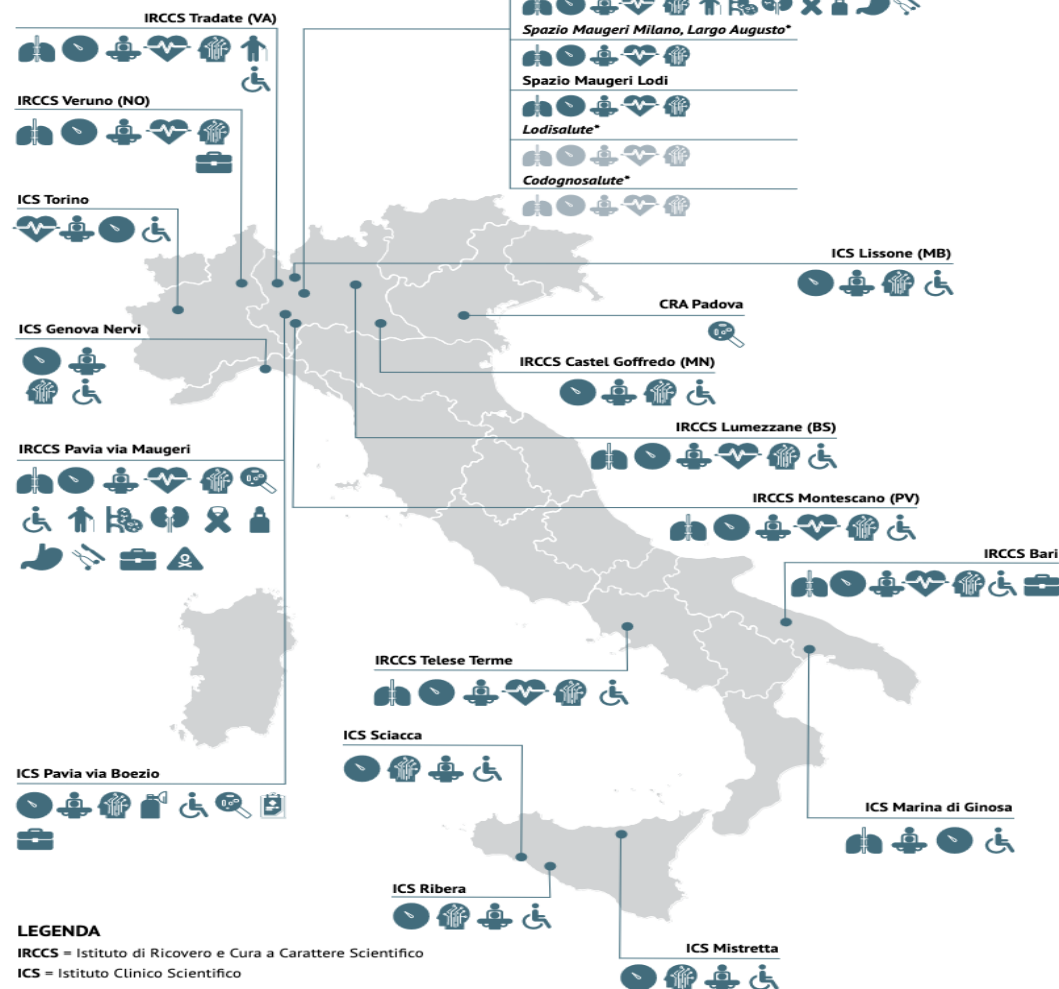 IRCCS Tradate (VA)
Spazio Maugeri Milano, Largo Augusto*
Spazio Maugeri Lodi
IRCCS Veruno (NO)
Lodisalute*
Codognosalute*
ICS Torino
ICS Lissone (MB)
CRA Padova
ICS Genova Nervi
IRCCS Castel Goffredo (MN)
IRCCS Lumezzane (BS)
IRCCS Pavia via Maugeri
IRCCS Montescano (PV)
IRCCS Bari
IRCCS Telese Terme
ICS Sciacca
ICS Pavia via Boezio
ICS Marina di Ginosa
ICS Ribera
LEGENDA
IRCCS = Istituto di Ricovero e Cura a Carattere Scientifico
ICS = Istituto Clinico Scientifico
ICS Mistretta